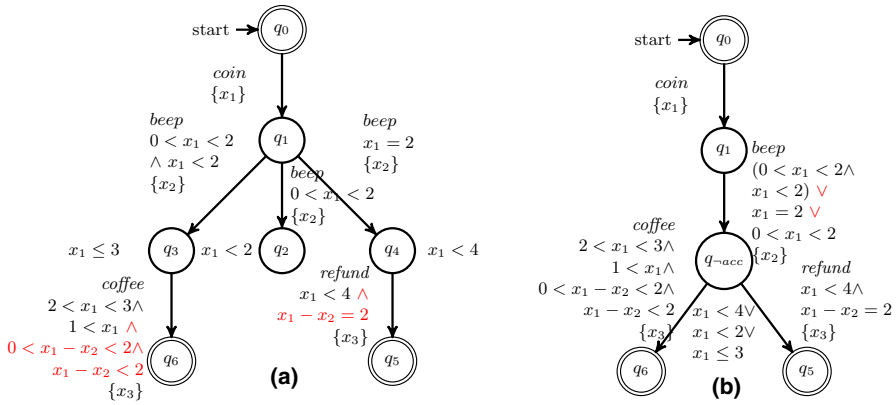 start
q0
coin
{x1}
q1
beep
0 < x1 < 2
∧ x1 < 2
{x2}
beep
0 < x1 < 2
{x2}
beep
x1 = 2
{x2}
x1 ≤ 3
q3
x1 < 2
q2
q4
x1 < 4
coffee
2 < x1 < 3∧
1 < x1 ∧
0 < x1 − x2 < 2∧
x1 − x2 < 2
{x3}
refund
x1 < 4 ∧
x1 − x2 = 2
{x3}
q6
q5
(a)
start
q0
coin
{x1}
q1
beep
(0 < x1 < 2∧
x1 < 2) ∨
x1 = 2 ∨
0 < x1 < 2
{x2}
q¬acc
coffee
2 < x1 < 3∧
1 < x1∧
0 < x1 − x2 < 2∧
x1 − x2 < 2
{x3}
x1 < 4∨
x1 < 2∨
x1 ≤ 3
refund
x1 < 4∧
x1 − x2 = 2
{x3}
q6
q5
(b)